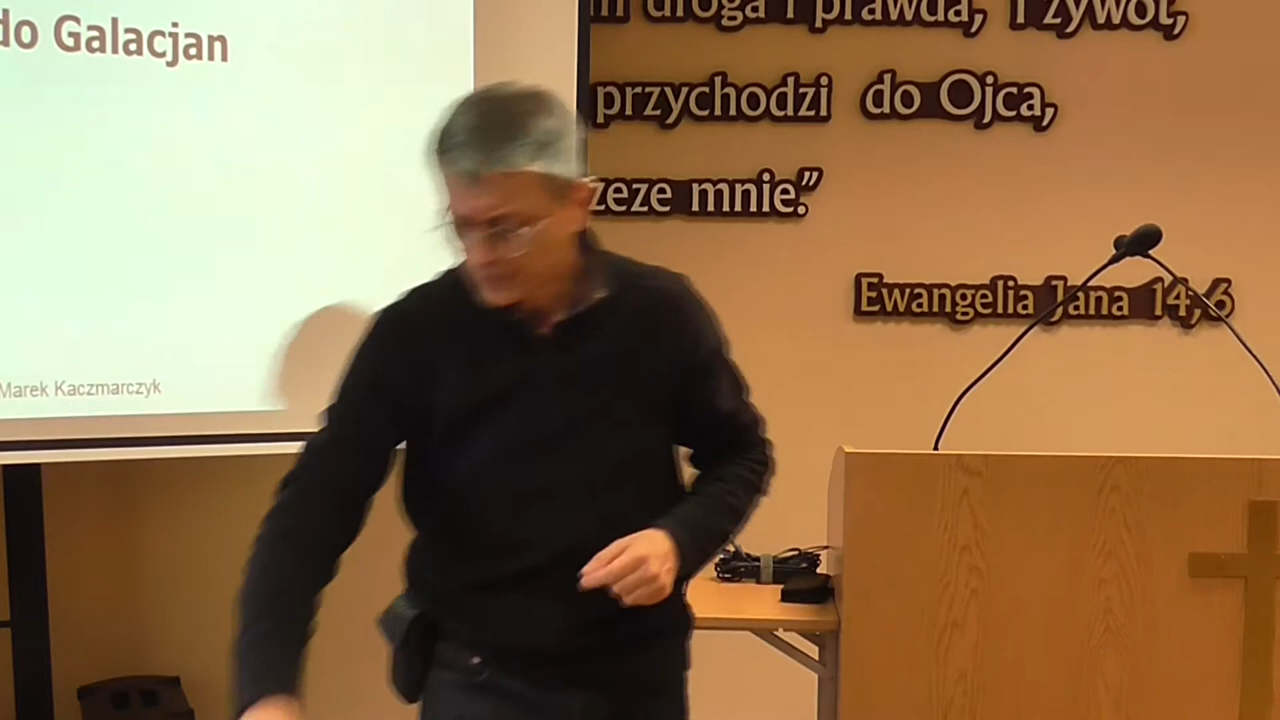 do Galacjan
Marek Kaczmarczyk
droga i prawda, i żywot,
przychodzi do Ojca,
zeze mnie."
Ewangelia Jana 14,6